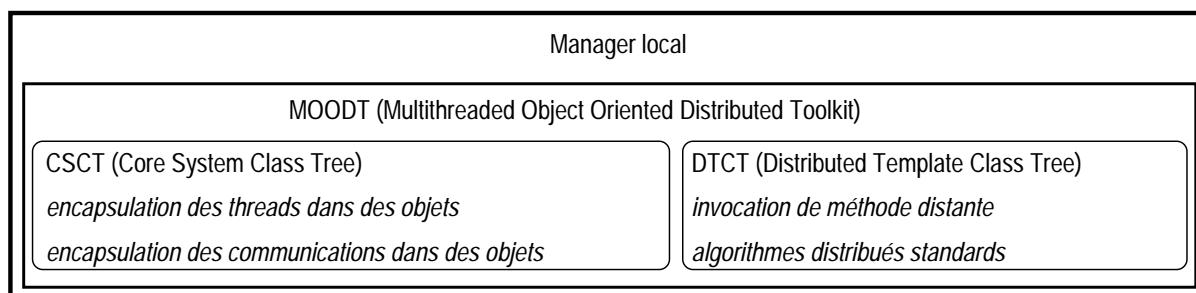 Manager local
MOODT (Multithreaded Object Oriented Distributed Toolkit)
CSCT (Core System Class Tree)
encapsulation des threads dans des objets
encapsulation des communications dans des objets
DTCT (Distributed Template Class Tree)
invocation de méthode distante
algorithmes distribués standards